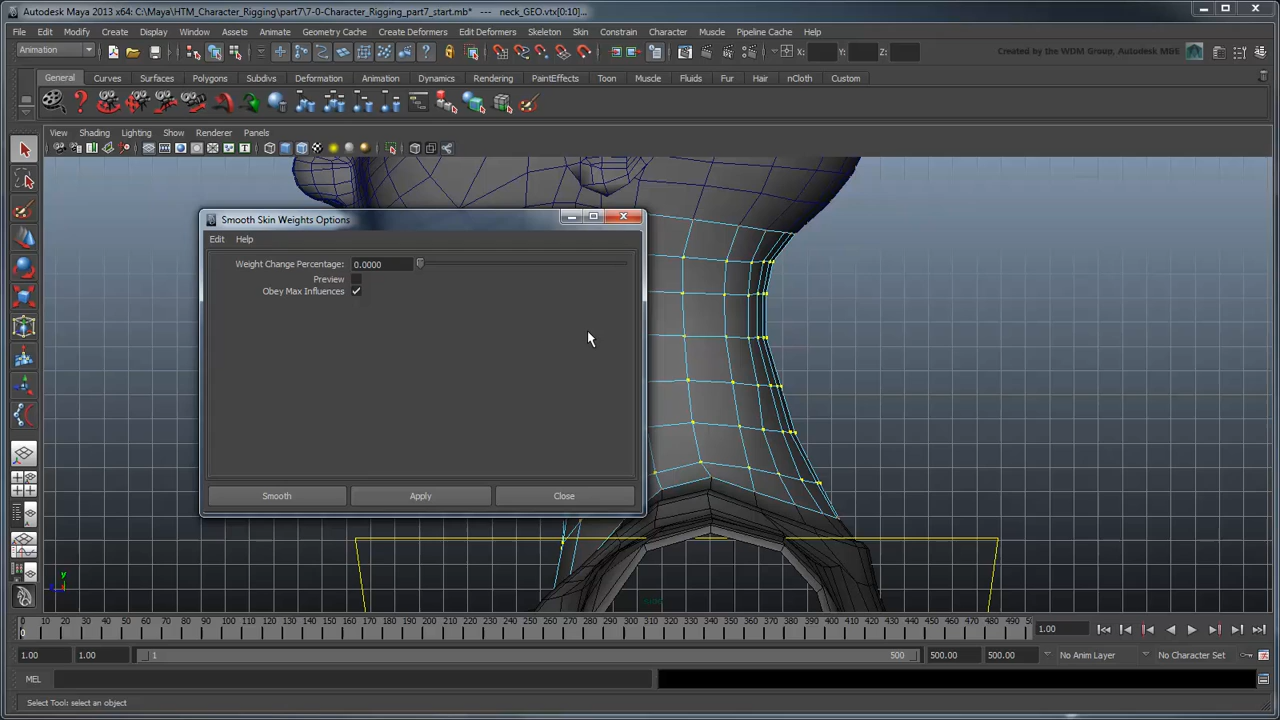 Autodesk Maya 2013 x64: C:\Maya\HTM_Character_Rigging\part7\7-0-Character_Rigging_part7_start.mb* --- neck_GEO.vtx[0:10]...
File Edit Modify Create Display Window Assets Animate Geometry Cache Create Deformers Edit Deformers Skeleton Skin Constrain Character Muscle Pipeline Cache Help
Animation X: Y: Z: Created by the WDM Group, Autodesk M&E
General Curves Surfaces Polygons Subdivs Deformation Animation Dynamics Rendering PaintEffects Toon Muscle Fluids Fur Hair nCloth Custom
View Shading Lighting Show Renderer Panels
Smooth Skin Weights Options
Edit Help
Weight Change Percentage: 0.0000
Preview
Obey Max Influences
Smooth Apply Close
y
0 10 20 30 40 50 60 70 80 90 100 110 120 130 140 150 160 170 180 190 200 210 220 230 240 250 260 270 280 290 300 310 320 330 340 350 360 370 380 390 400 410 420 430 440 450 460 470 480 490 50
0 1.00
1.00 1.00 1 500 500.00 500.00 No Anim Layer No Character Set
MEL
Select Tool: select an object